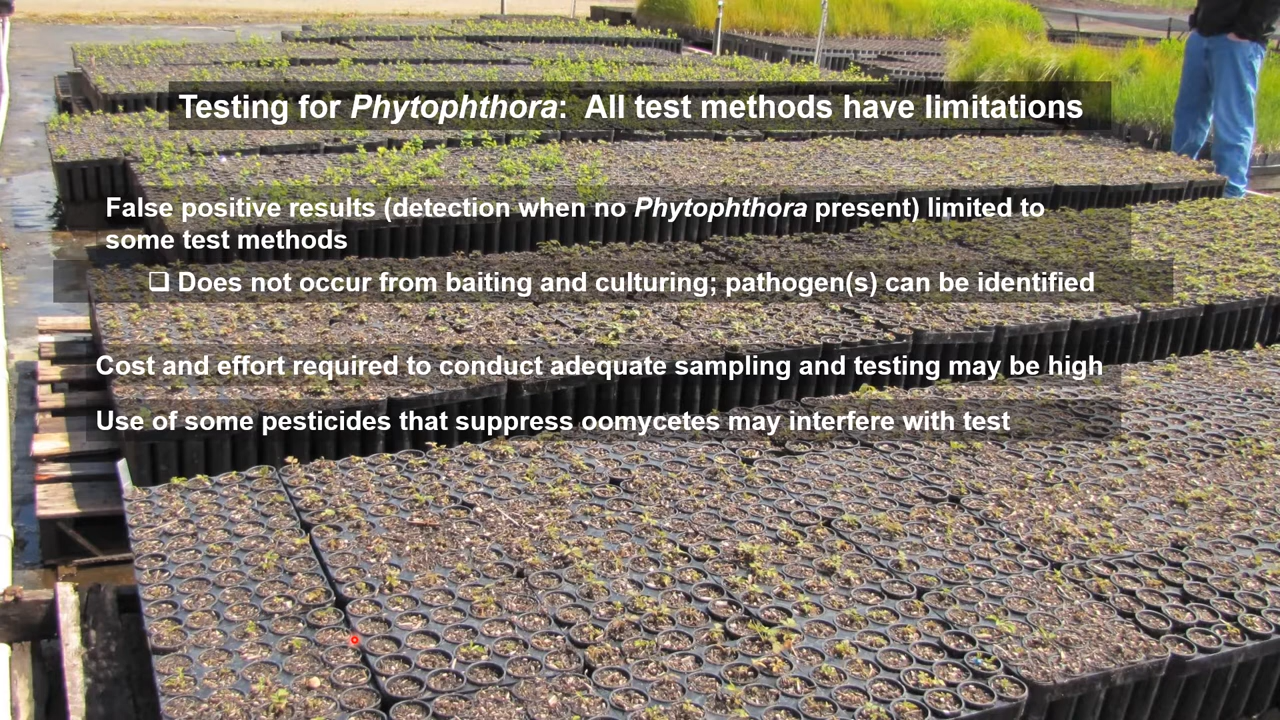 Testing for Phytophthora:  All test methods have limitations
False positive results (detection when no Phytophthora present) limited to
some test methods
❑ Does not occur from baiting and culturing; pathogen(s) can be identified
Cost and effort required to conduct adequate sampling and testing may be high
Use of some pesticides that suppress oomycetes may interfere with test